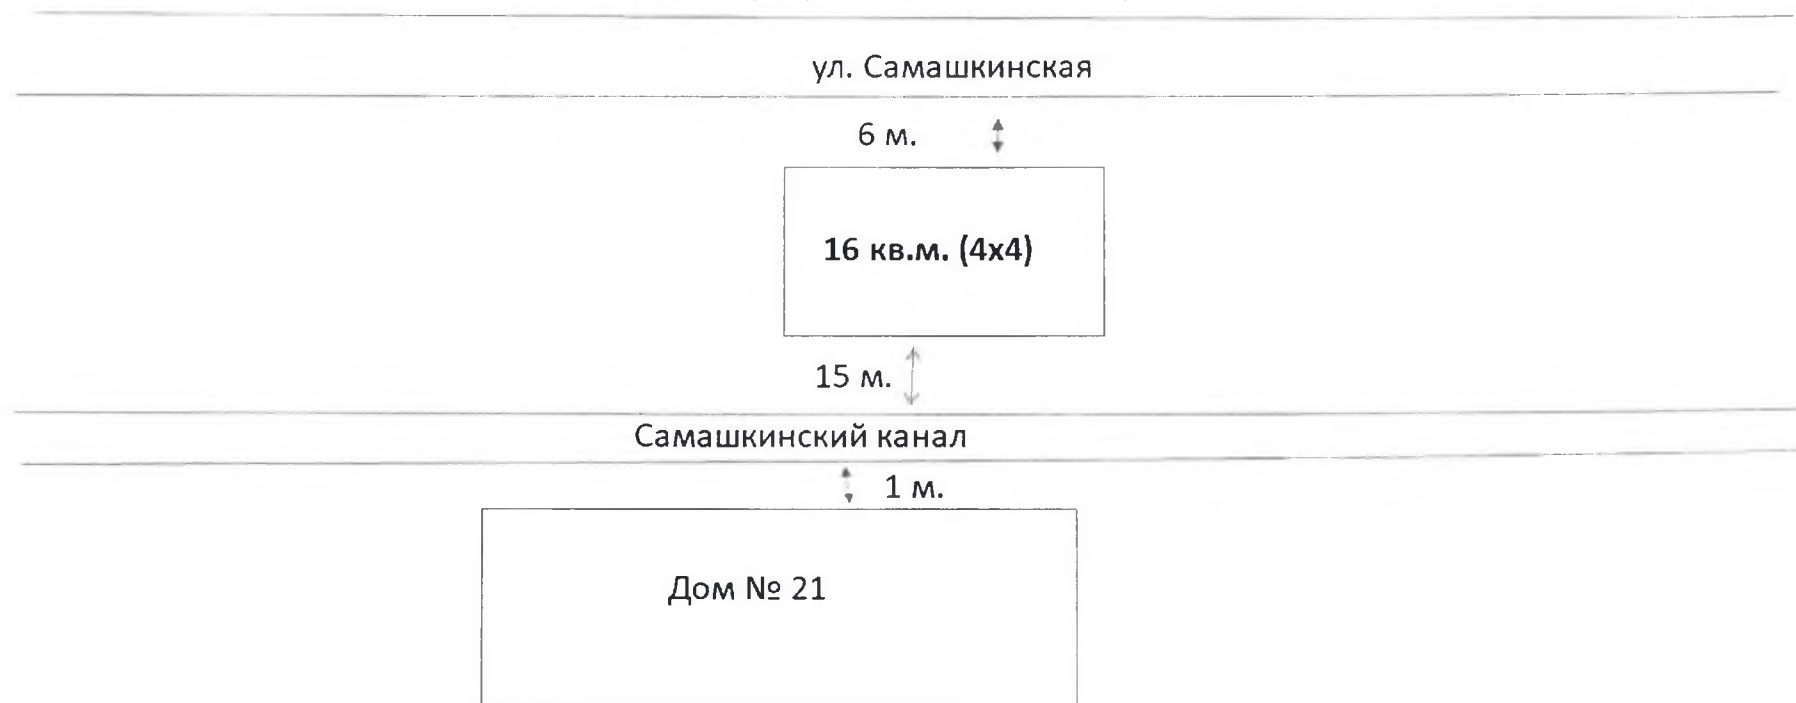 ул. Самашкинская
6 м.
16 кв.м. (4х4)
15 м.
Самашкинский канал
1 м.
Дом № 21